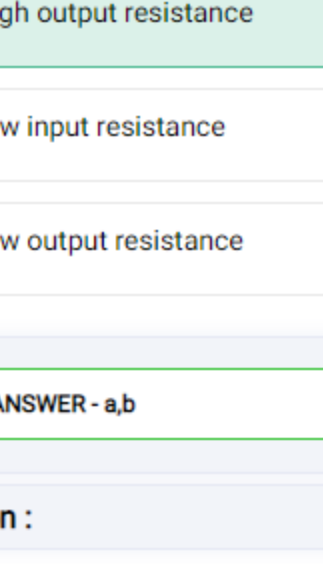 gh output resistance
w input resistance
w output resistance
ANSWER - a,b
n :